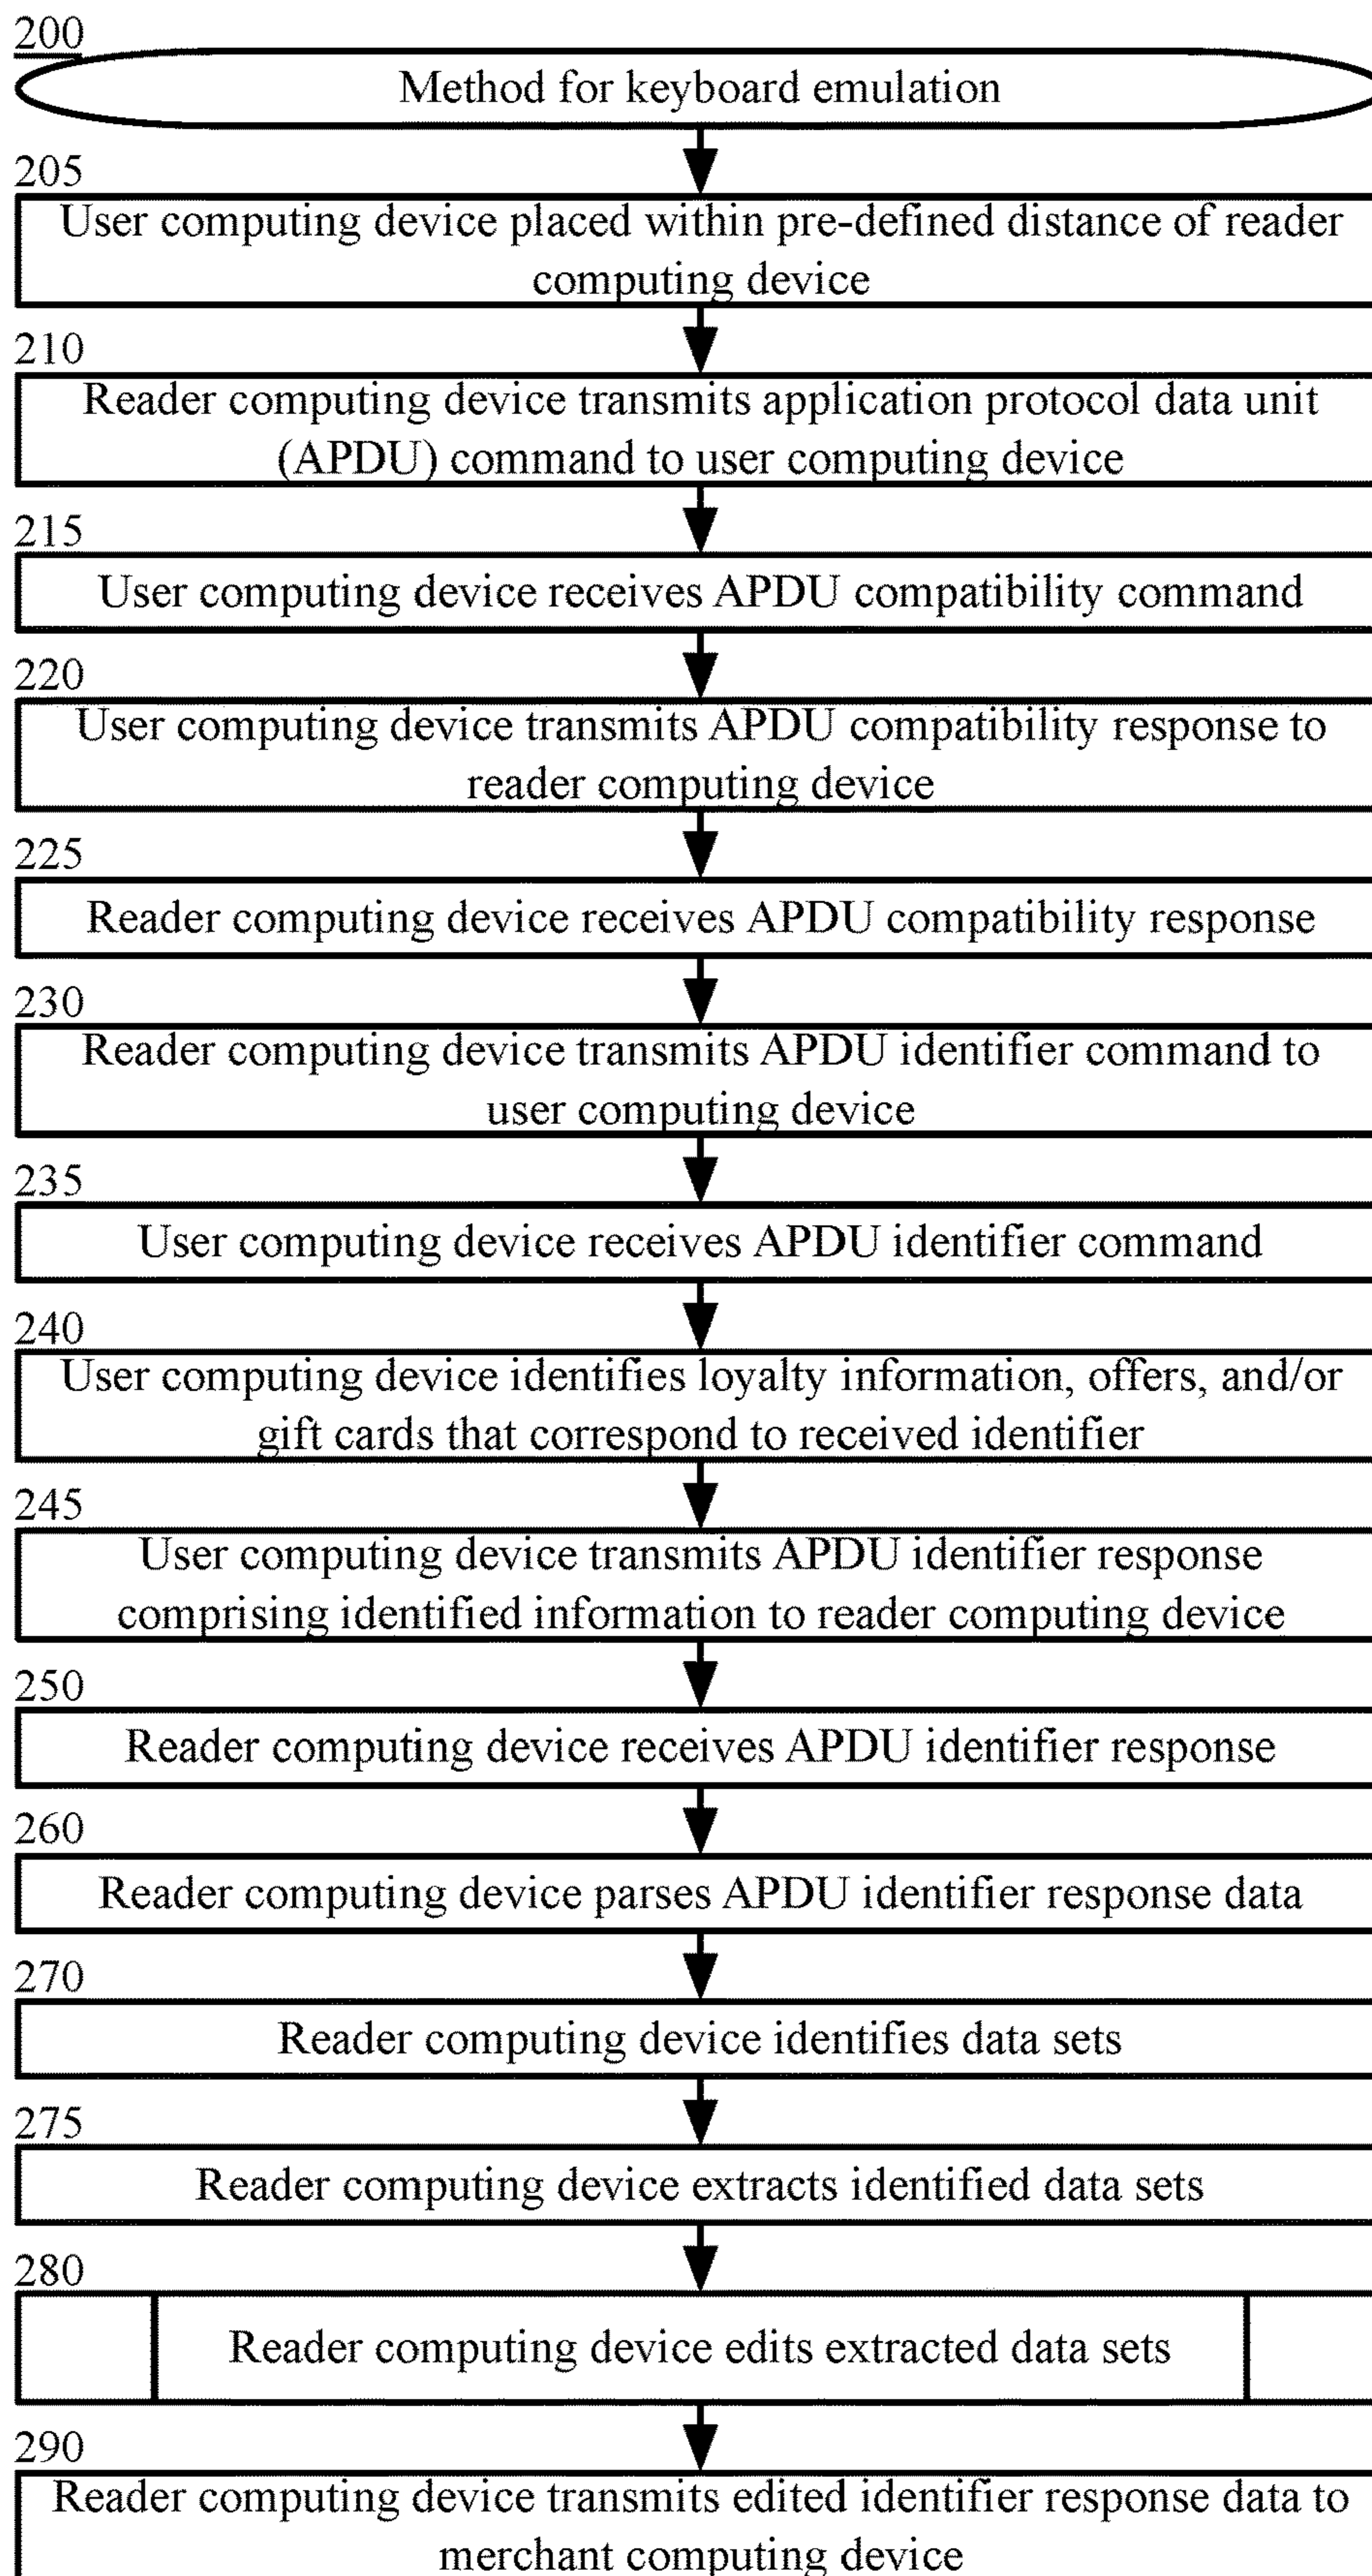 200
Method for keyboard emulation
205
User computing device placed within pre-defined distance of reader
computing device
210
Reader computing device transmits application protocol data unit
(APDU) command to user computing device
215
User computing device receives APDU compatibility command
220
User computing device transmits APDU compatibility response to
reader computing device
225
Reader computing device receives APDU compatibility response
230
Reader computing device transmits APDU identifier command to
user computing device
235
User computing device receives APDU identifier command
240
User computing device identifies loyalty information, offers, and/or
gift cards that correspond to received identifier
245
User computing device transmits APDU identifier response
comprising identified information to reader computing device
250
Reader computing device receives APDU identifier response
260
Reader computing device parses APDU identifier response data
270
Reader computing device identifies data sets
275
Reader computing device extracts identified data sets
280
Reader computing device edits extracted data sets
290
Reader computing device transmits edited identifier response data to
merchant computing device